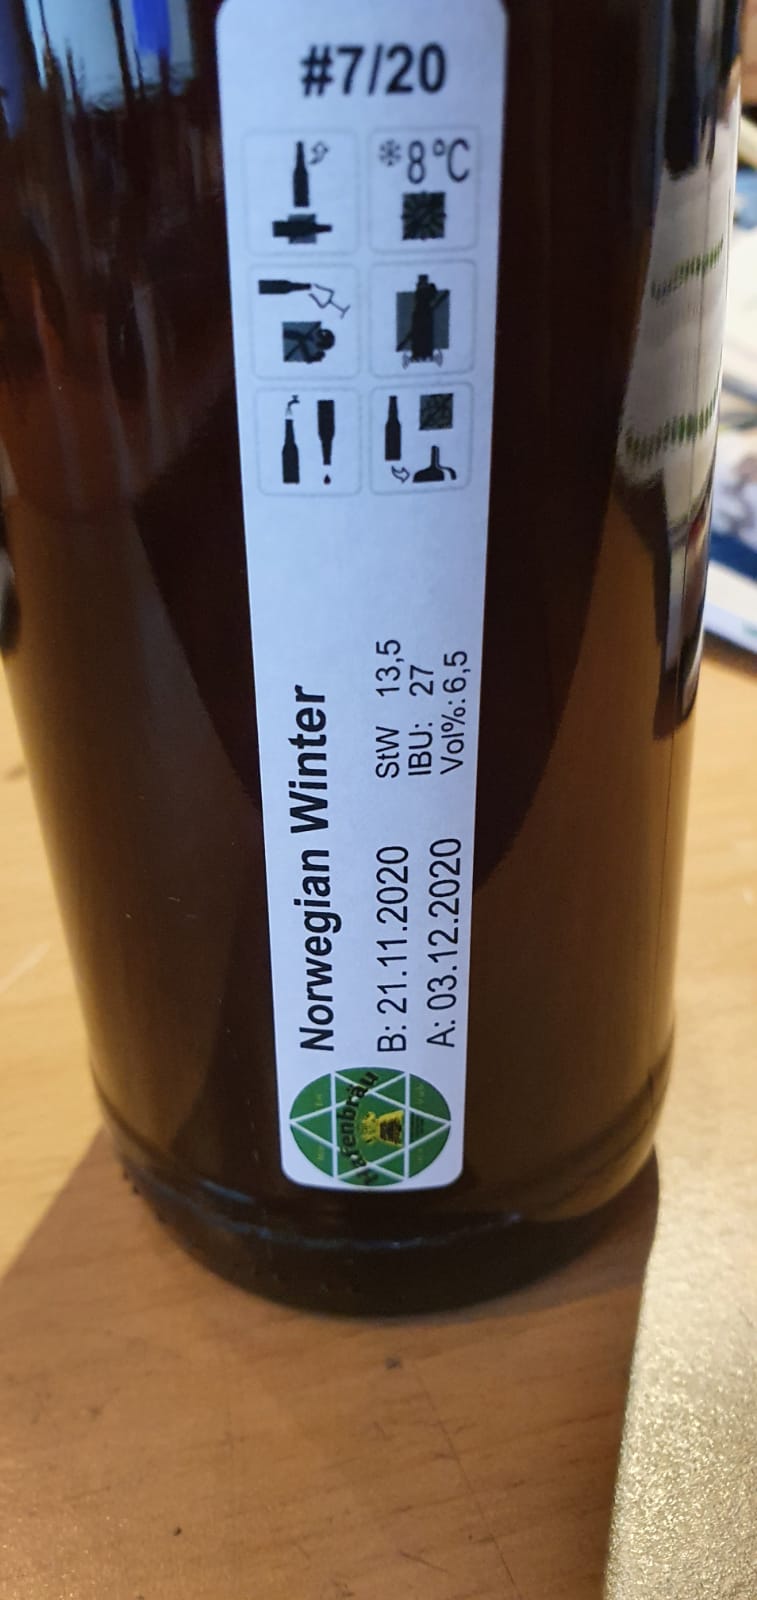 #7/20
*8°C
Norwegian Winter
B: 21.11.2020
A: 03.12.2020
StW 13,5
IBU: 27
Vol%: 6,5